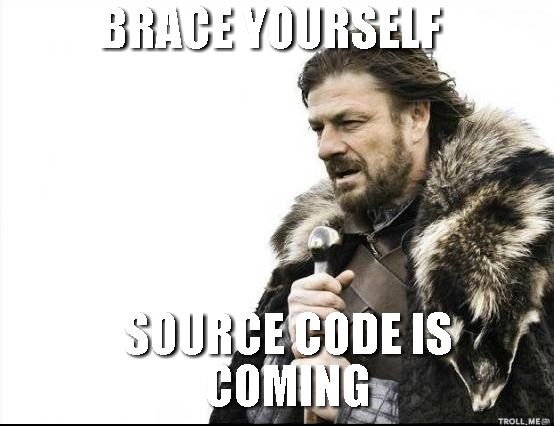 BRACE YOURSELF
SOURCE CODE IS
COMING
TROLL.ME